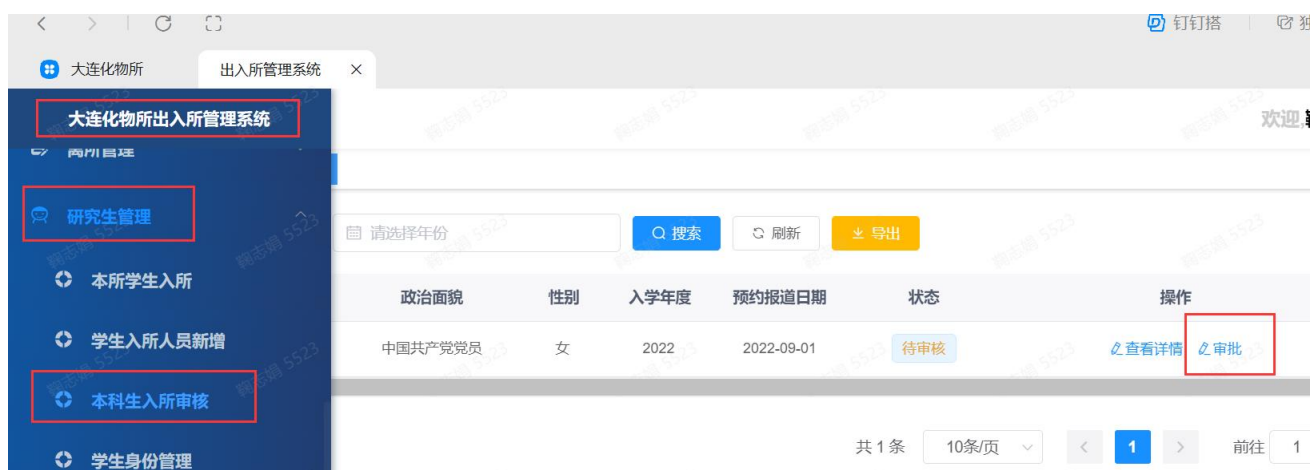 钉钉搭
大连化物所 出入所管理系统
大连化物所出入所管理系统
欢迎,
离所管理
研究生管理
请选择年份 搜索 刷新 导出
本所学生入所
政治面貌 性别 入学年度 预约报道日期 状态 操作
学生入所人员新增
中国共产党党员 女 2022 2022-09-01 待审核 查看详情 审批
本科生入所审核
共 1 条 10条/页 1 前往 1
学生身份管理